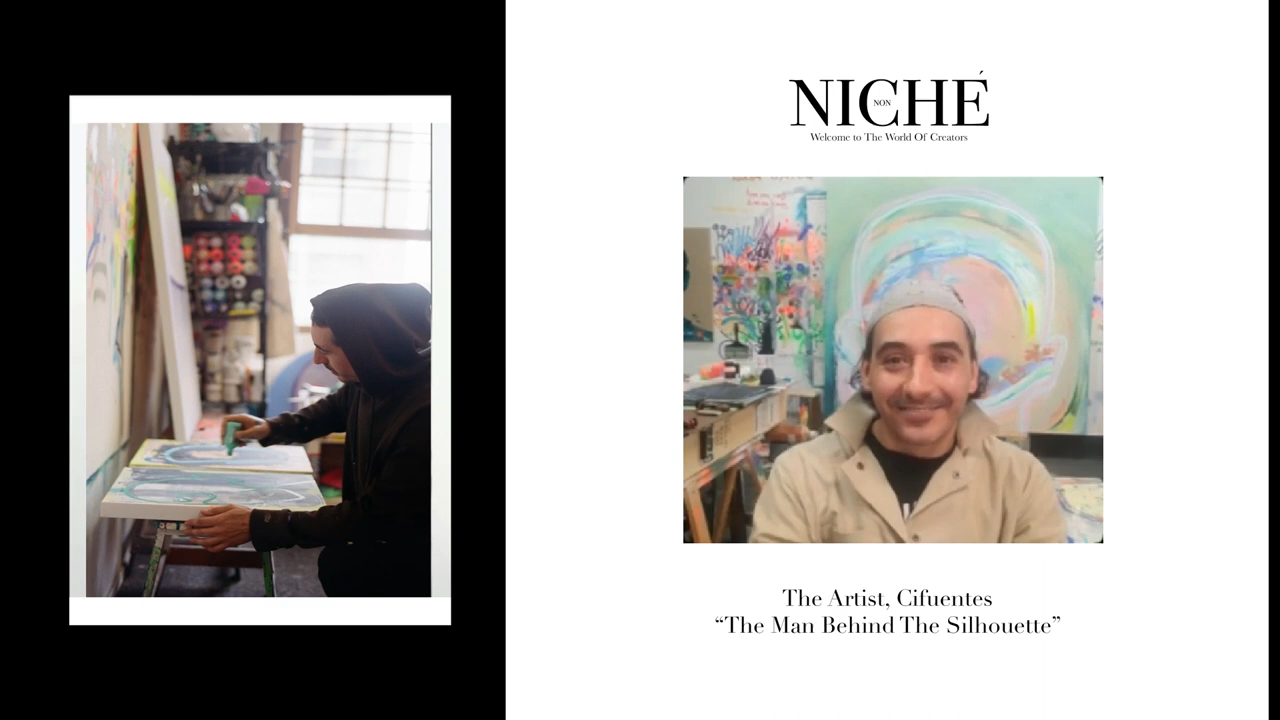 NICHÉ
NON
Welcome to The World Of Creators
The Artist, Cifuentes
“The Man Behind The Silhouette”